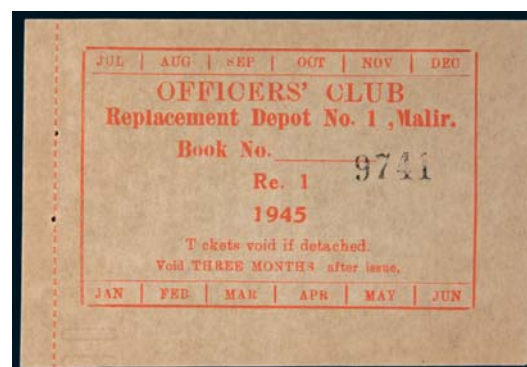 JUL | AUG | SEP | OCT | NOV | DEC
OFFICERS' CLUB
Replacement Depot No. 1 , Malir.
Book No. 9741
Re. 1
1945
T ckets void if detached.
Void THREE MONTHS after issue.
JAN | FEB | MAR | APR | MAY | JUN